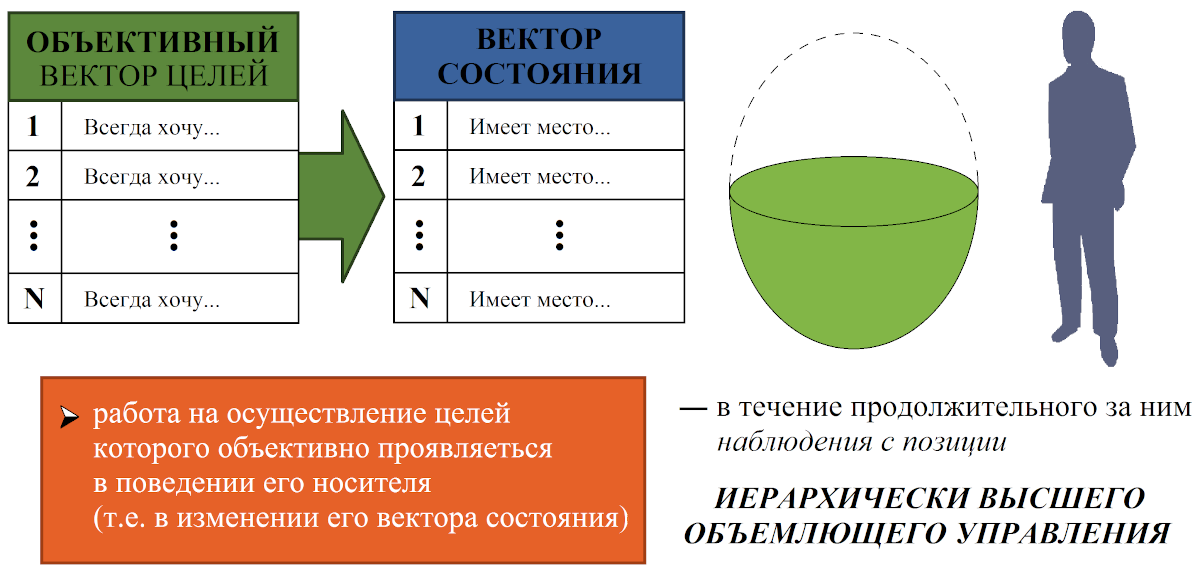 ОБЪЕКТИВНЫЙ
ВЕКТОР ЦЕЛЕЙ
1 Всегда хочу...
2 Всегда хочу...
⋮ ⋮
N Всегда хочу...
ВЕКТОР
СОСТОЯНИЯ
1 Имеет место...
2 Имеет место...
⋮ ⋮
N Имеет место...
➢ работа на осуществление целей
которого объективно проявляеться
в поведении его носителя
(т.е. в изменении его вектора состояния)
— в течение продолжительного за ним
наблюдения с позиции
ИЕРАРХИЧЕСКИ ВЫСШЕГО
ОБЪЕМЛЮЩЕГО УПРАВЛЕНИЯ